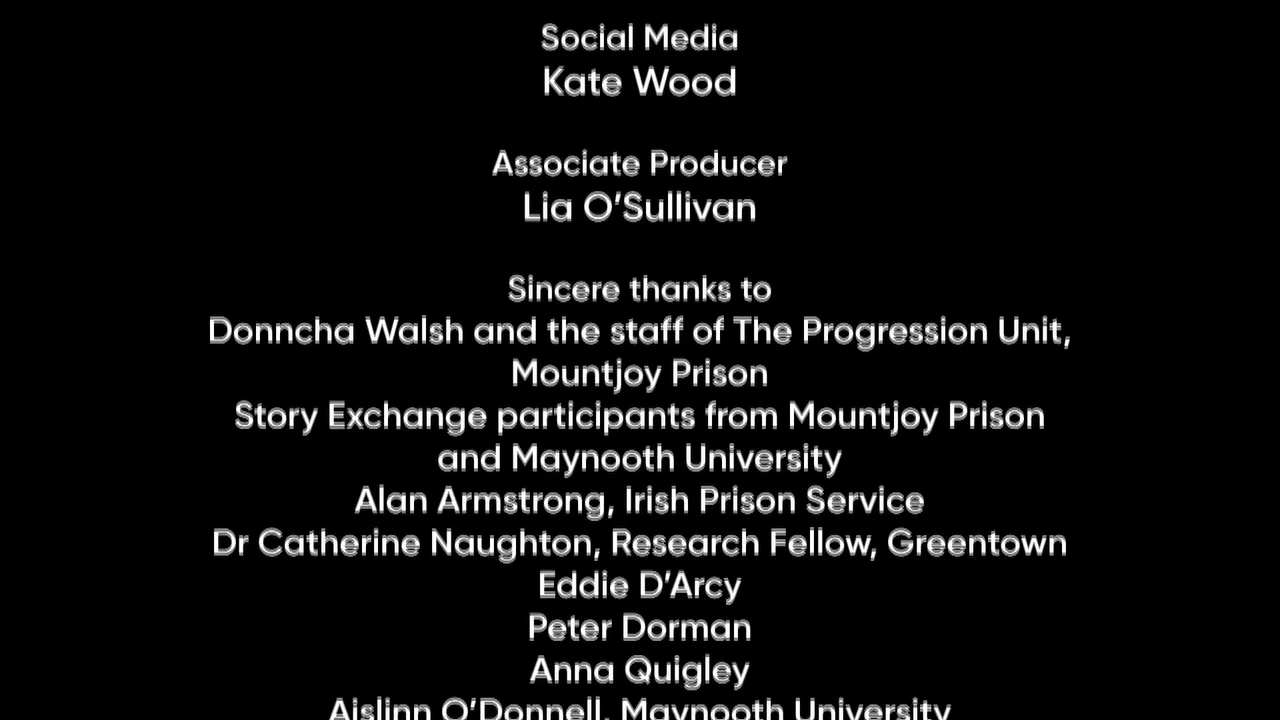 Social Media
Kate Wood
Associate Producer
Lia O’Sullivan
Sincere thanks to
Donncha Walsh and the staff of The Progression Unit,
Mountjoy Prison
Story Exchange participants from Mountjoy Prison
and Maynooth University
Alan Armstrong, Irish Prison Service
Dr Catherine Naughton, Research Fellow, Greentown
Eddie D’Arcy
Peter Dorman
Anna Quigley
Aislinn O’Donnell, Maynooth University